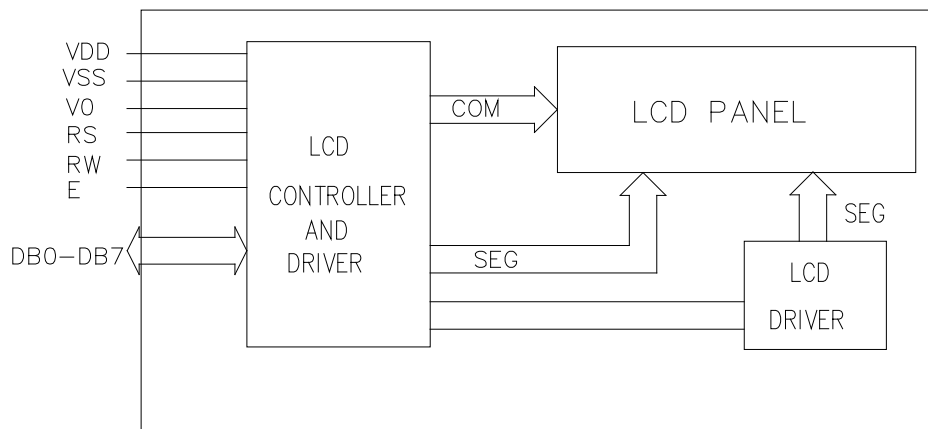 VDD
VSS
V0
RS
RW
E
DB0-DB7
LCD
CONTROLLER
AND
DRIVER
COM
SEG
LCD PANEL
SEG
LCD
DRIVER